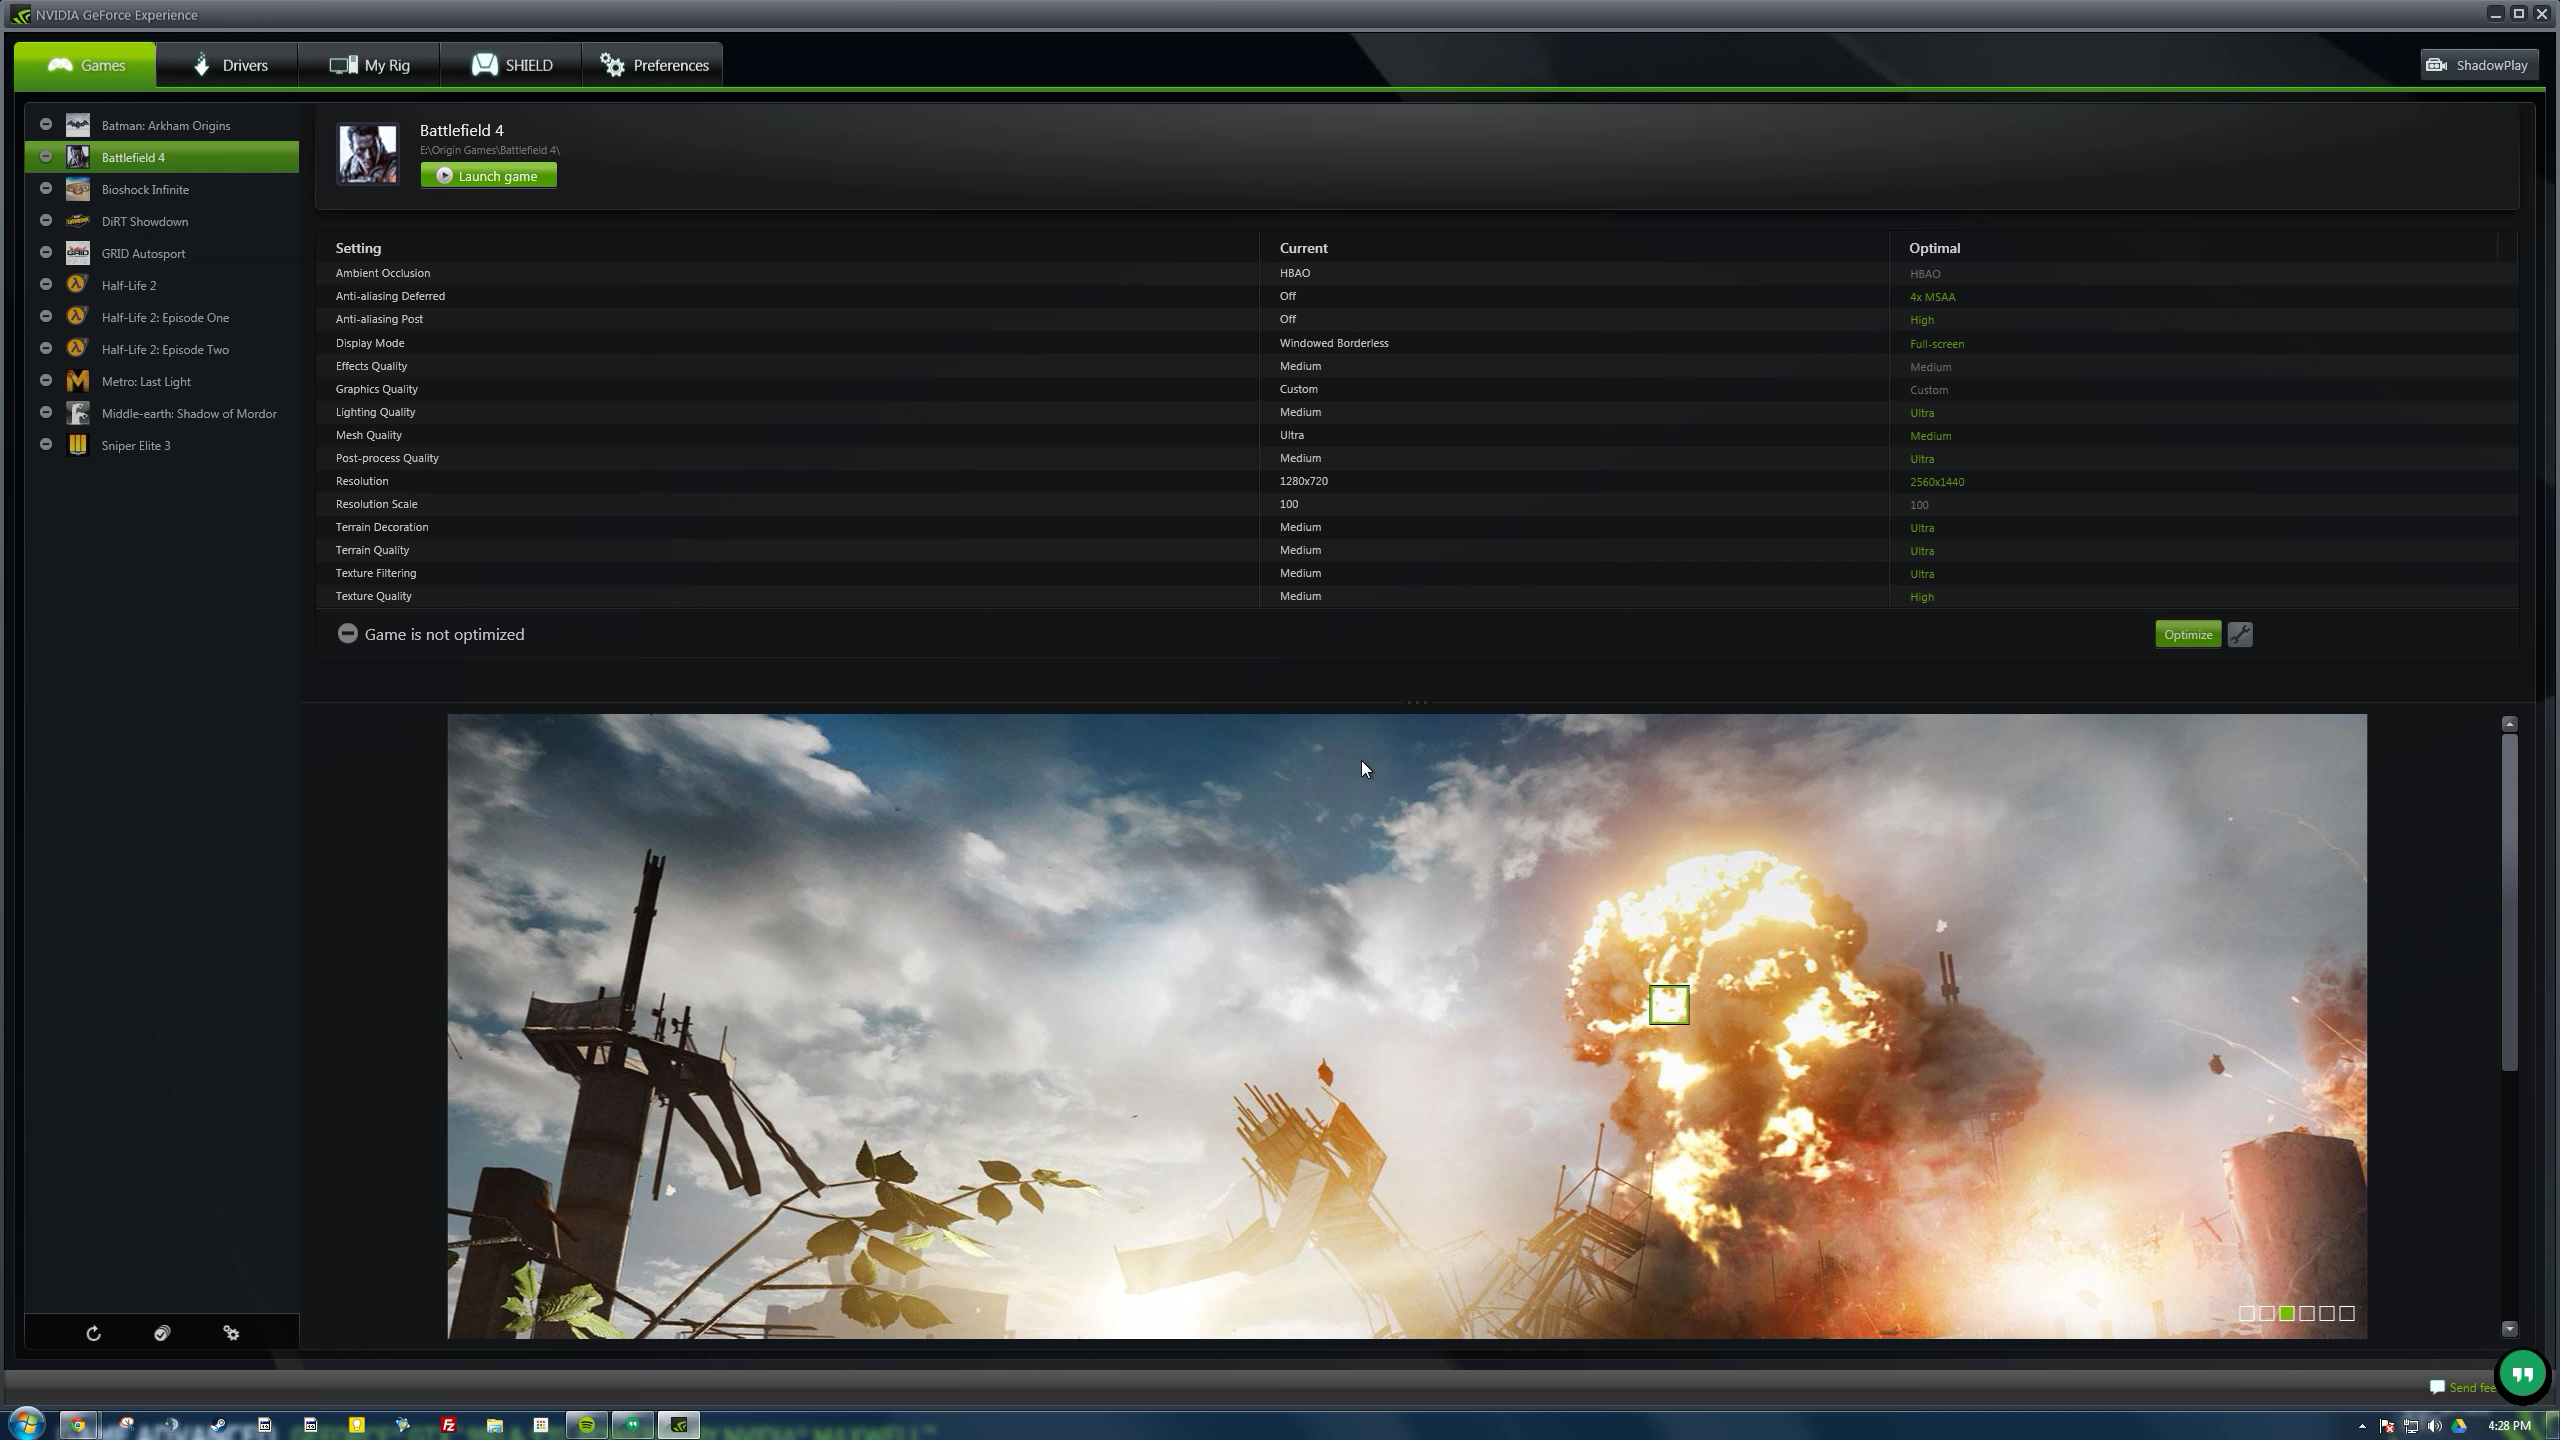 NVIDIA GeForce Experience
Games
Drivers
My Rig
SHIELD
Preferences
ShadowPlay
Batman: Arkham Origins
Battlefield 4
Bioshock Infinite
DiRT Showdown
GRID Autosport
Half-Life 2
Half-Life 2: Episode One
Half-Life 2: Episode Two
Metro: Last Light
Middle-earth: Shadow of Mordor
Sniper Elite 3
Battlefield 4
E:\Origin Games\Battlefield 4\
Launch game
Setting Current Optimal
Ambient Occlusion HBAO HBAO
Anti-aliasing Deferred Off 4x MSAA
Anti-aliasing Post Off High
Display Mode Windowed Borderless Full-screen
Effects Quality Medium Medium
Graphics Quality Custom Custom
Lighting Quality Medium Ultra
Mesh Quality Ultra Medium
Post-process Quality Medium Ultra
Resolution 1280x720 2560x1440
Resolution Scale 100 100
Terrain Decoration Medium Ultra
Terrain Quality Medium Ultra
Texture Filtering Medium Ultra
Texture Quality Medium High
Game is not optimized
Optimize
Send fee
4:28 PM